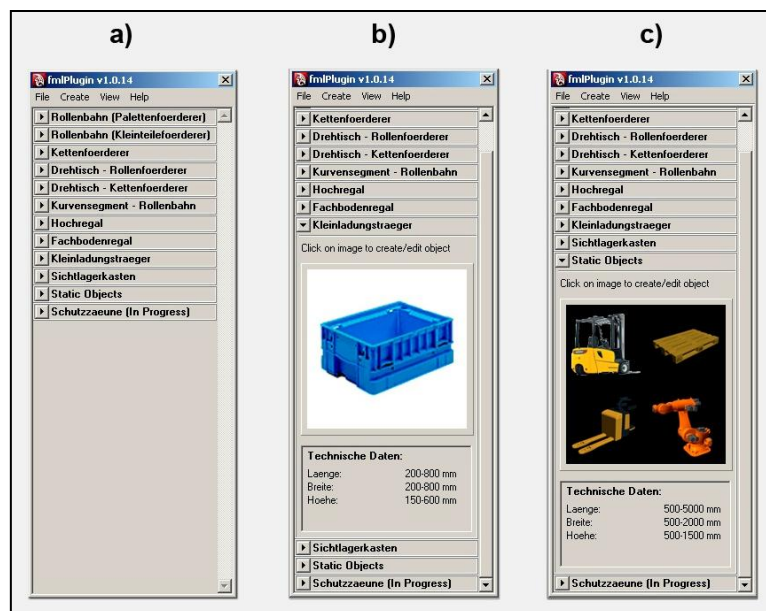 a)
fmlPlugin v1.0.14
File Create View Help
Rollenbahn (Palettenfoerderer)
Rollenbahn (Kleinteilefoerderer)
Kettenfoerderer
Drehtisch - Rollenfoerderer
Drehtisch - Kettenfoerderer
Kurvensegment - Rollenbahn
Hochregal
Fachbodenregal
Kleinladungstraeger
Sichtlagerkasten
Static Objects
Schutzzaeune (In Progress)
b)
fmlPlugin v1.0.14
File Create View Help
Kettenfoerderer
Drehtisch - Rollenfoerderer
Drehtisch - Kettenfoerderer
Kurvensegment - Rollenbahn
Hochregal
Fachbodenregal
Kleinladungstraeger
Click on image to create/edit object
Technische Daten:
Laenge: 200-800 mm
Breite: 200-800 mm
Hoehe: 150-600 mm
Sichtlagerkasten
Static Objects
Schutzzaeune (In Progress)
c)
fmlPlugin v1.0.14
File Create View Help
Kettenfoerderer
Drehtisch - Rollenfoerderer
Drehtisch - Kettenfoerderer
Kurvensegment - Rollenbahn
Hochregal
Fachbodenregal
Kleinladungstraeger
Sichtlagerkasten
Static Objects
Click on image to create/edit object
Technische Daten:
Laenge: 500-5000 mm
Breite: 500-2000 mm
Hoehe: 500-1500 mm
Schutzzaeune (In Progress)